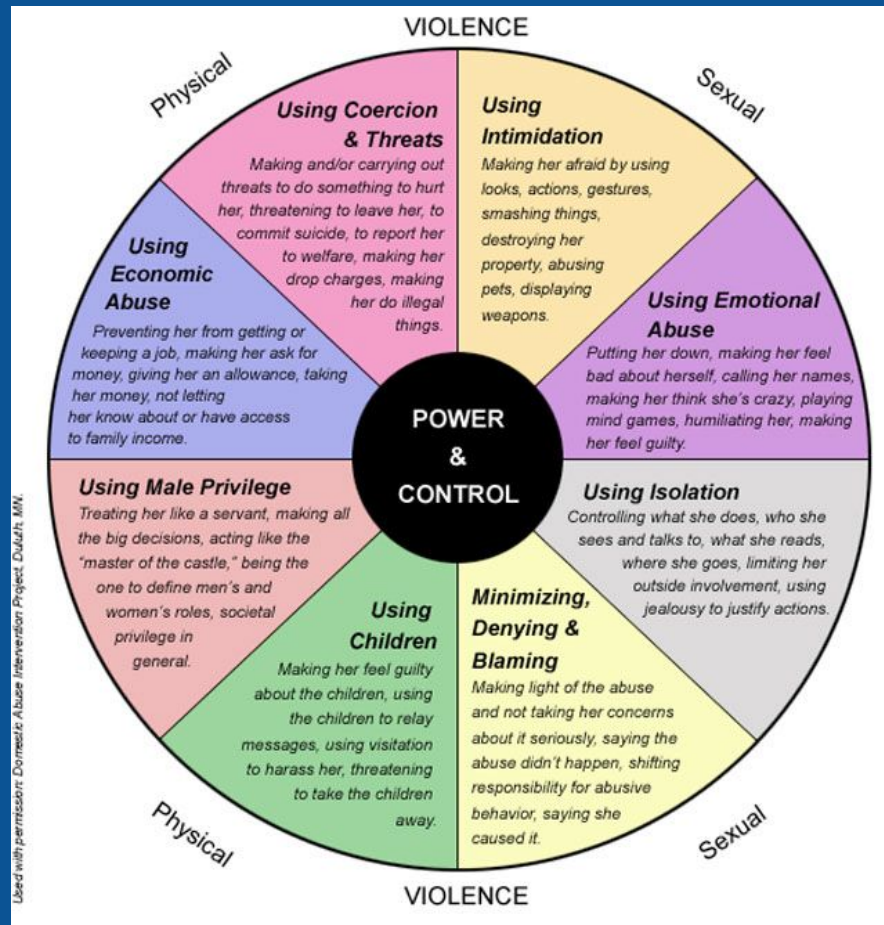 VIOLENCE
Physical
Sexual
Using Coercion
& Threats
Making and/or carrying out
threats to do something to hurt
her, threatening to leave her, to
commit suicide, to report her
to welfare, making her
drop charges, making
her do illegal
things.
Using
Intimidation
Making her afraid by using
looks, actions, gestures,
smashing things,
destroying her
property, abusing
pets, displaying
weapons.
Using
Economic
Abuse
Preventing her from getting or
keeping a job, making her ask for
money, giving her an allowance, taking
her money, not letting
her know about or have access
to family income.
Using Emotional
Abuse
Putting her down, making her feel
bad about herself, calling her names,
making her think she's crazy, playing
mind games, humiliating her, making
her feel guilty.
POWER
&
CONTROL
Using Male Privilege
Treating her like a servant, making all
the big decisions, acting like the
"master of the castle," being the
one to define men's and
women's roles, societal
privilege in
general.
Using Isolation
Controlling what she does, who she
sees and talks to, what she reads,
where she goes, limiting her
outside involvement, using
jealousy to justify actions.
Using
Children
Making her feel guilty
about the children, using
the children to relay
messages, using visitation
to harass her, threatening
to take the children
away.
Minimizing,
Denying &
Blaming
Making light of the abuse
and not taking her concerns
about it seriously, saying the
abuse didn't happen, shifting
responsibility for abusive
behavior, saying she
caused it.
Physical
Sexual
VIOLENCE
Used with permission: Domestic Abuse Intervention Project, Duluth, MN.